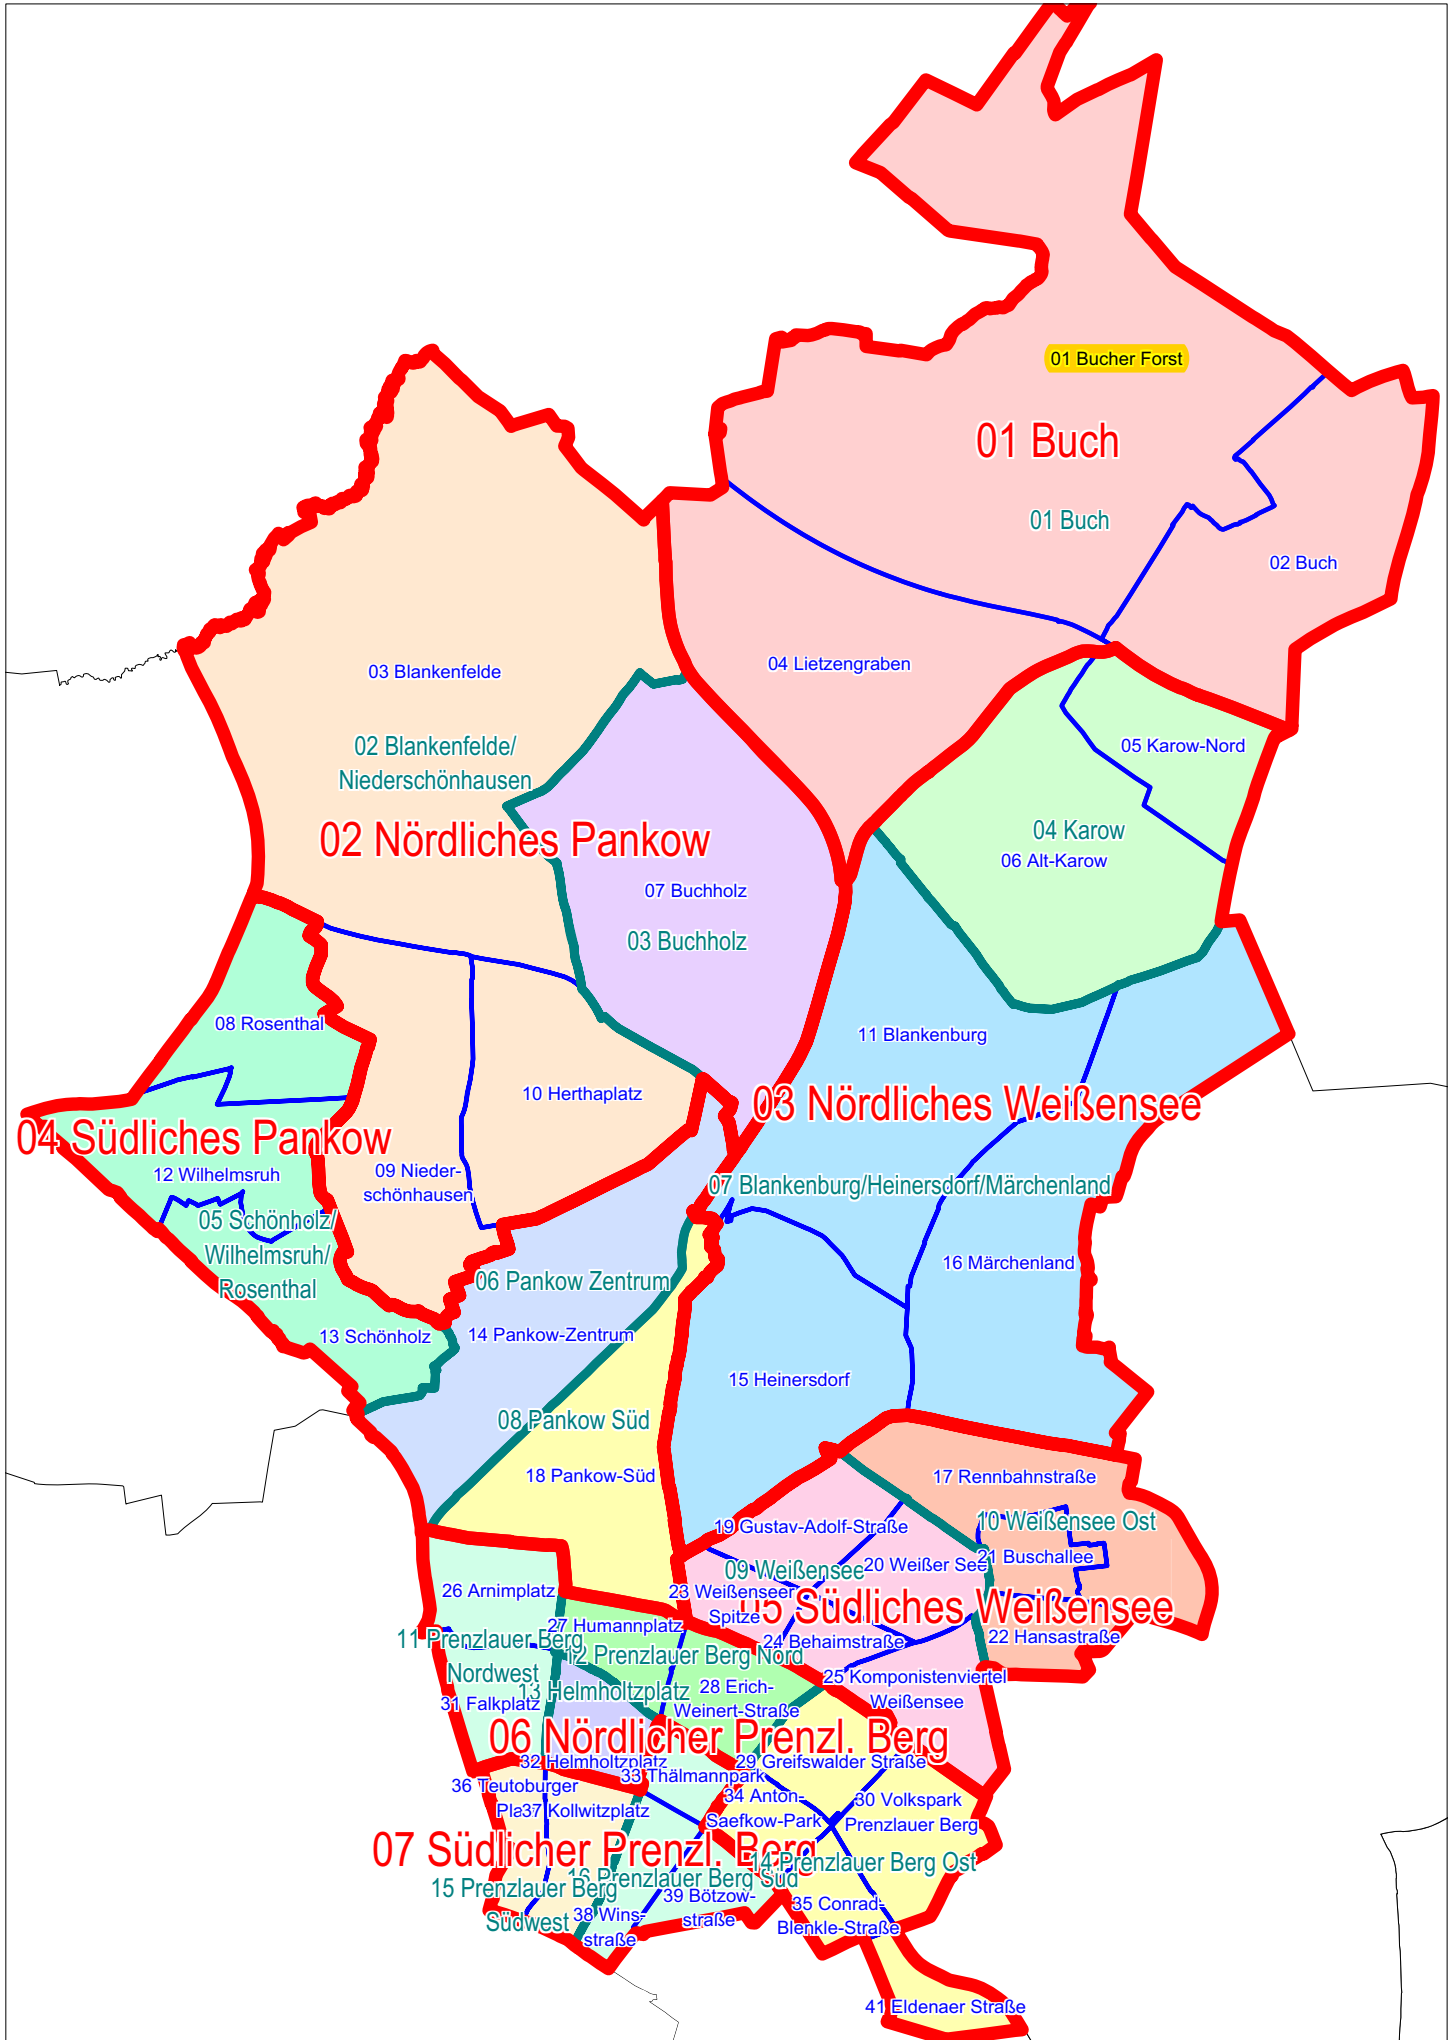 01 Bucher Forst
01 Buch
01 Buch
02 Buch
04 Lietzengraben
03 Blankenfelde
02 Blankenfelde/
Niederschönhausen
02 Nördliches Pankow
05 Karow-Nord
04 Karow
06 Alt-Karow
07 Buchholz
03 Buchholz
08 Rosenthal
11 Blankenburg
10 Herthaplatz
03 Nördliches Weißensee
04 Südliches Pankow
12 Wilhelmsruh
09 Nieder-
schönhausen
07 Blankenburg/Heinersdorf/Märchenland
05 Schönholz/
Wilhelmsruh/
Rosenthal
16 Märchenland
06 Pankow Zentrum
13 Schönholz
14 Pankow-Zentrum
15 Heinersdorf
08 Pankow Süd
18 Pankow-Süd
17 Rennbahnstraße
10 Weißensee Ost
19 Gustav-Adolf-Straße
20 Weißer See
21 Buschallee
09 Weißensee
26 Arnimplatz
23 Weißenseer
Spitze
05 Südliches Weißensee
27 Humannplatz
22 Hansastraße
11 Prenzlauer Berg
Nordwest
24 Behaimstraße
12 Prenzlauer Berg Nord
25 Komponistenviertel
Weißensee
13 Helmholtzplatz
28 Erich-
Weinert-Straße
31 Falkplatz
06 Nördlicher Prenzl. Berg
32 Helmholtzplatz
29 Greifswalder Straße
33 Thälmannpark
36 Teutoburger
Pla
37 Kollwitzplatz
34 Anton-
Saefkow-Park
30 Volkspark
Prenzlauer Berg
07 Südlicher Prenzl. Berg
14 Prenzlauer Berg Ost
16 Prenzlauer Berg Süd
15 Prenzlauer Berg
Südwest
39 Bötzow-
straße
38 Wins-
straße
35 Conrad-
Blenkle-Straße
41 Eldenaer Straße